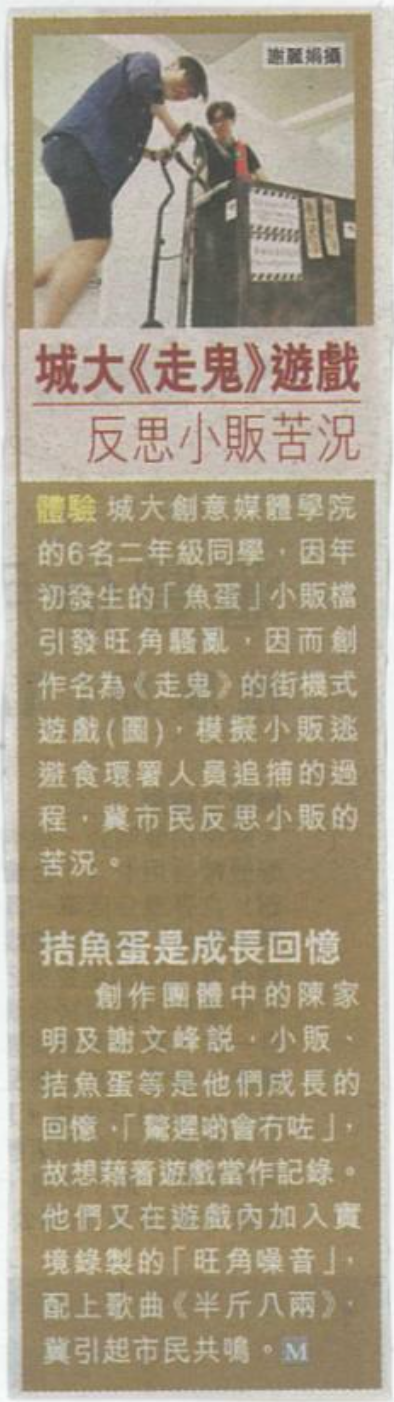 謝麗娟攝
城大《走鬼》遊戲
反思小販苦況
體驗 城大創意媒體學院
的6名二年級同學，因年
初發生的「魚蛋」小販檔
引發旺角騷亂，因而創
作名為《走鬼》的街機式
遊戲(圖)，模擬小販逃
避食環署人員追捕的過
程，冀市民反思小販的
苦況。
拮魚蛋是成長回憶
創作團體中的陳家
明及謝文峰說，小販、
拮魚蛋等是他們成長的
回憶，「驚遲啲會冇咗」，
故想藉着遊戲當作記錄。
他們又在遊戲內加入實
境錄製的「旺角噪音」，
配上歌曲《半斤八兩》，
冀引起市民共鳴。M